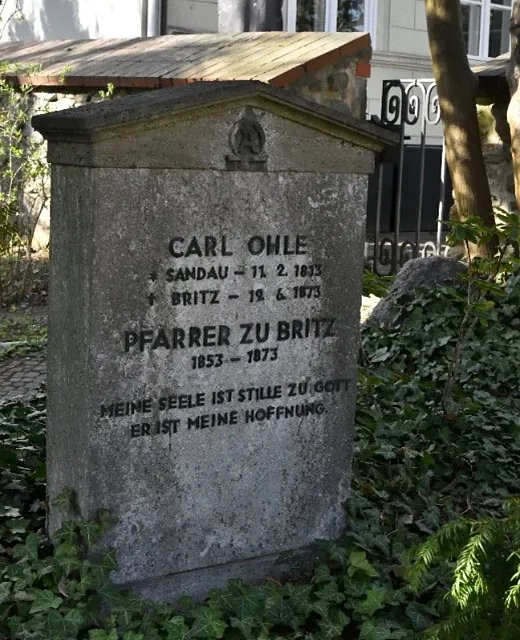 CARL OHLE
* SANDAU – 11. 2. 1813
† BRITZ – 19. 6. 1873
PFARRER ZU BRITZ
1853 – 1873
MEINE SEELE IST STILLE ZU GOTT
ER IST MEINE HOFFNUNG.